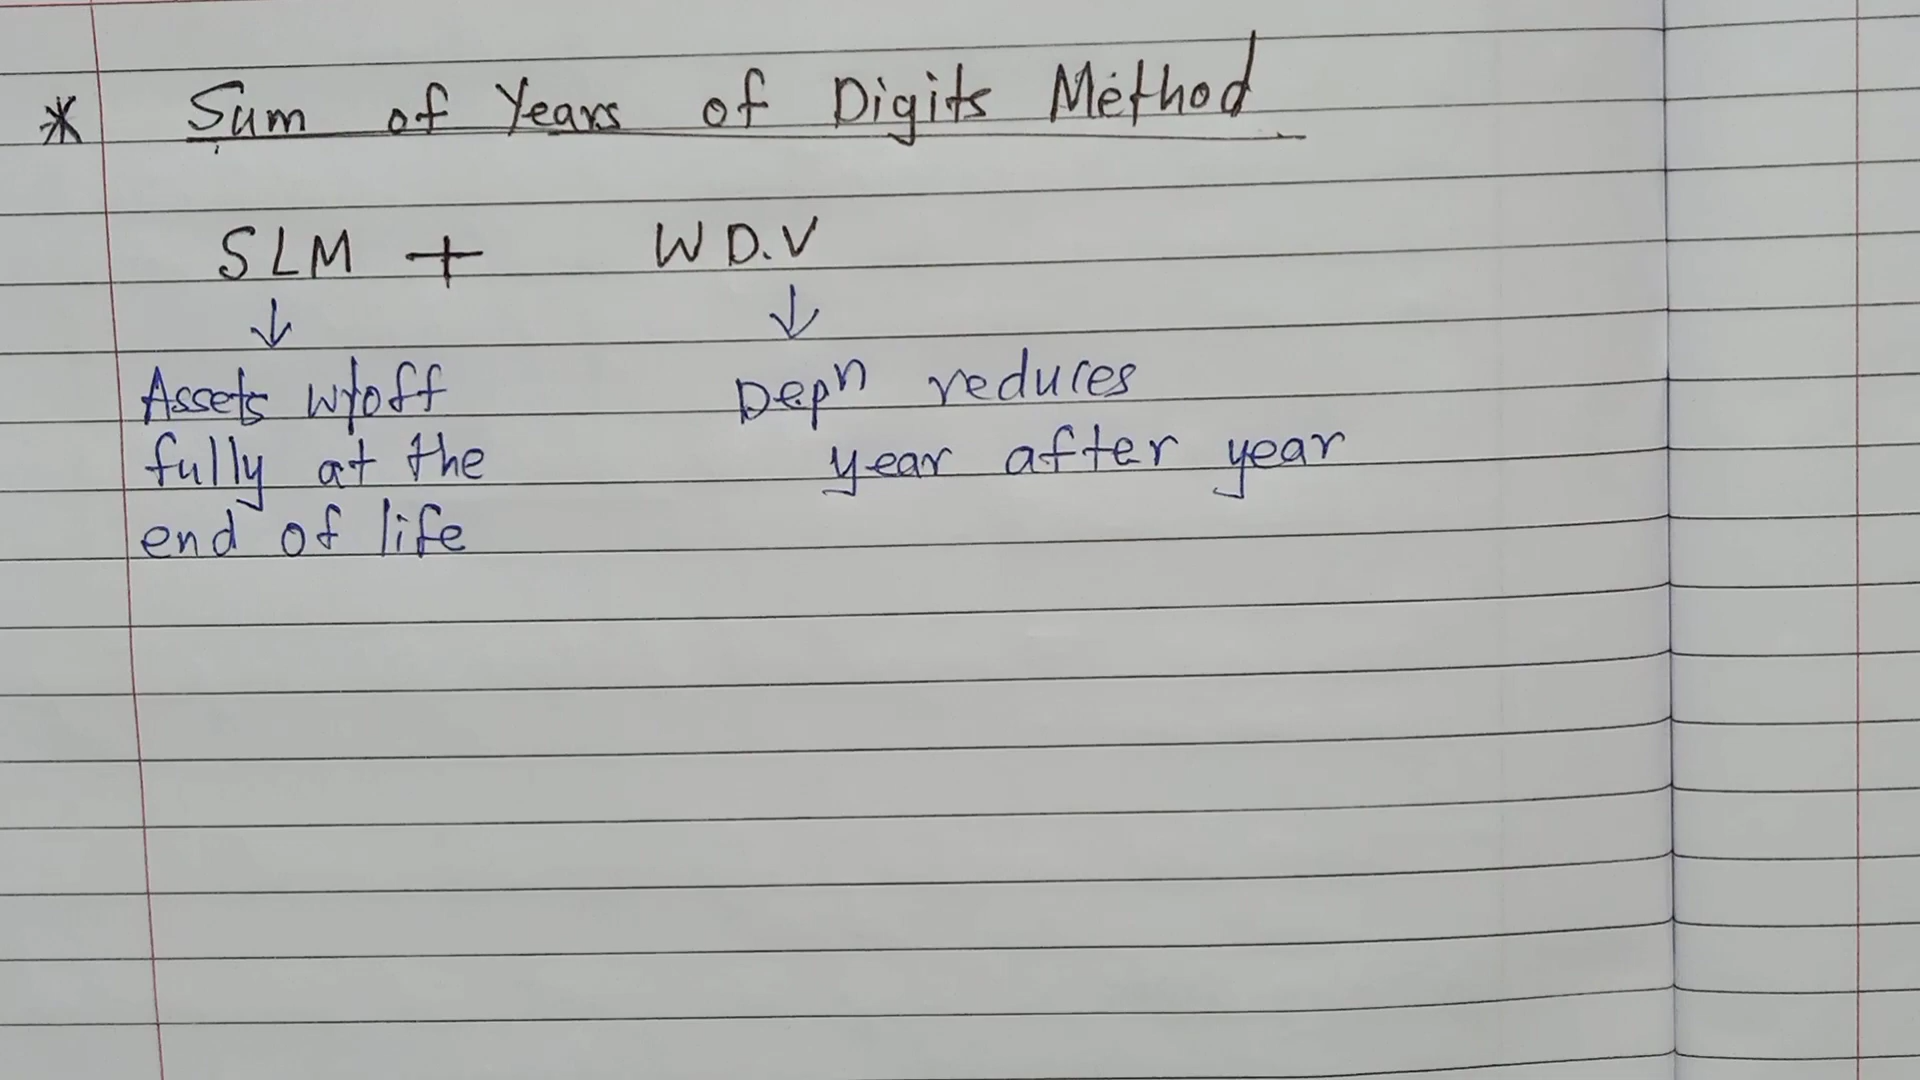 * Sum of Years of Digits Method
SLM + W D.V
↓ ↓
Assets w/off
fully at the
end of life
Depⁿ reduces
year after year